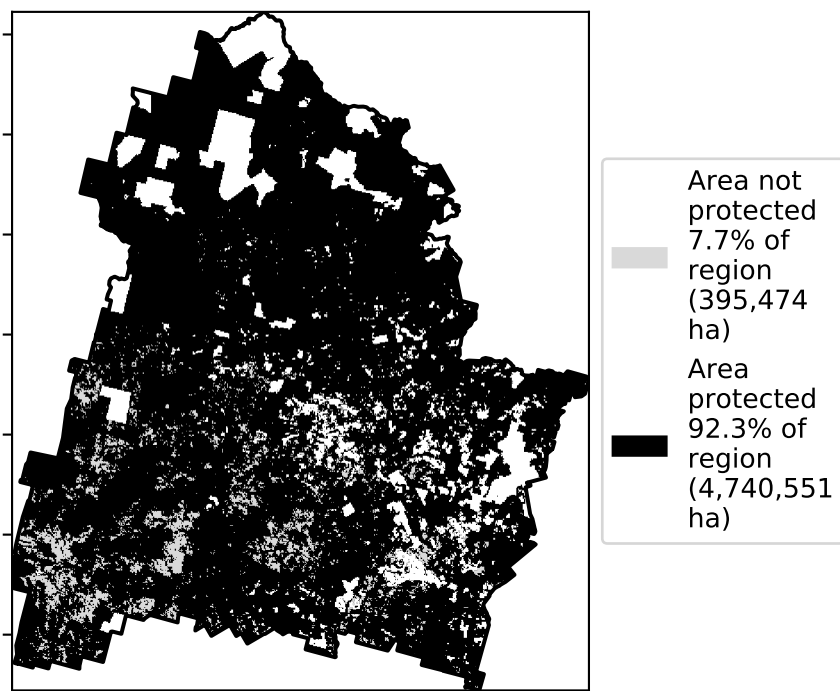 Area not
protected
7.7% of
region
(395,474
ha)
Area
protected
92.3% of
region
(4,740,551
ha)